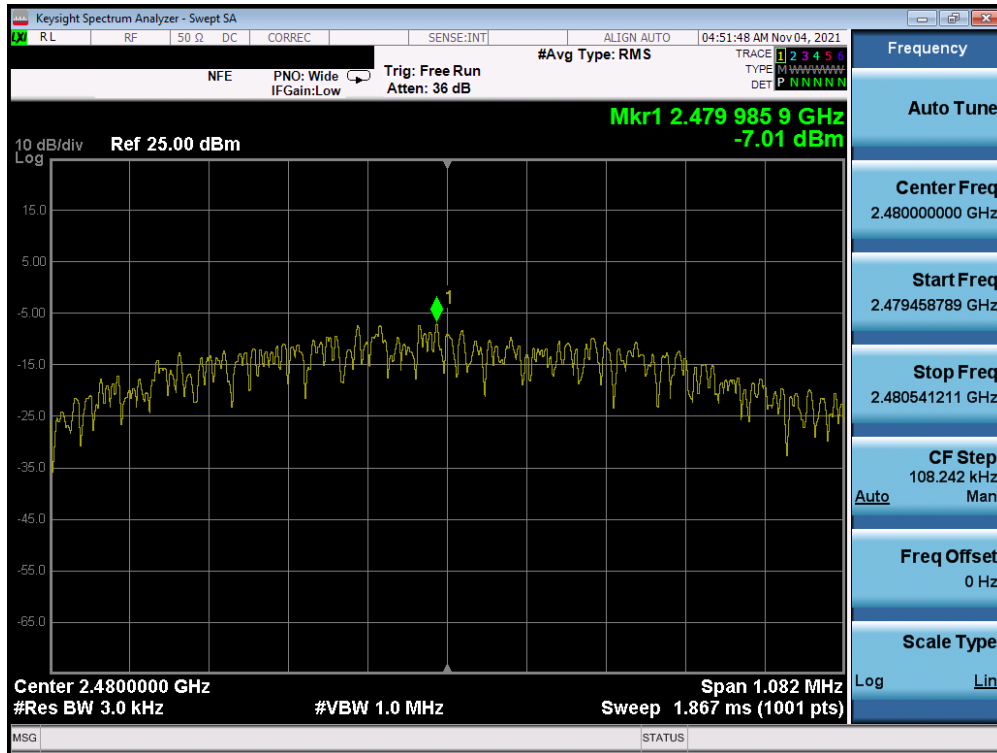 Keysight Spectrum Analyzer - Swept SA
LXI RL RF 50 Ω DC CORREC SENSE:INT ALIGN AUTO 04:51:48 AM Nov 04, 2021
#Avg Type: RMS TRACE 1 2 3 4 5 6
NFE PNO: Wide Trig: Free Run TYPE M WWWWW
IFGain:Low Atten: 36 dB DET P N N N N N
Mkr1 2.479 985 9 GHz
-7.01 dBm
10 dB/div Ref 25.00 dBm
Log
15.0
5.00
1
-5.00
-15.0
-25.0
-35.0
-45.0
-55.0
-65.0
Center 2.4800000 GHz Span 1.082 MHz
#Res BW 3.0 kHz #VBW 1.0 MHz Sweep 1.867 ms (1001 pts)
MSG STATUS
Frequency
Auto Tune
Center Freq
2.480000000 GHz
Start Freq
2.479458789 GHz
Stop Freq
2.480541211 GHz
CF Step
108.242 kHz
Auto Man
Freq Offset
0 Hz
Scale Type
Log Lin